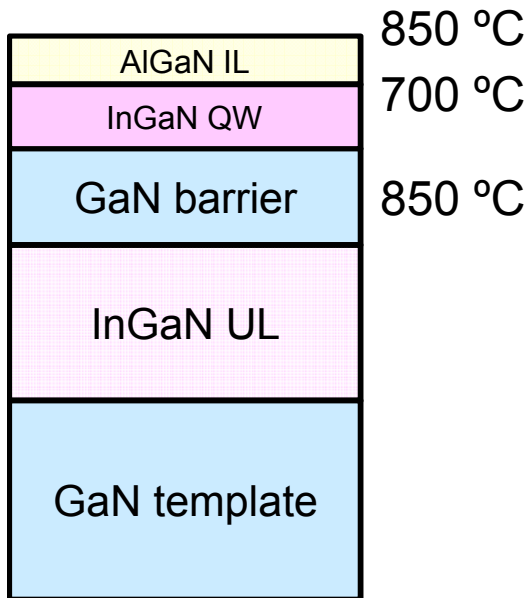 850 ºC
AlGaN IL
700 ºC
InGaN QW
GaN barrier
850 ºC
InGaN UL
GaN template